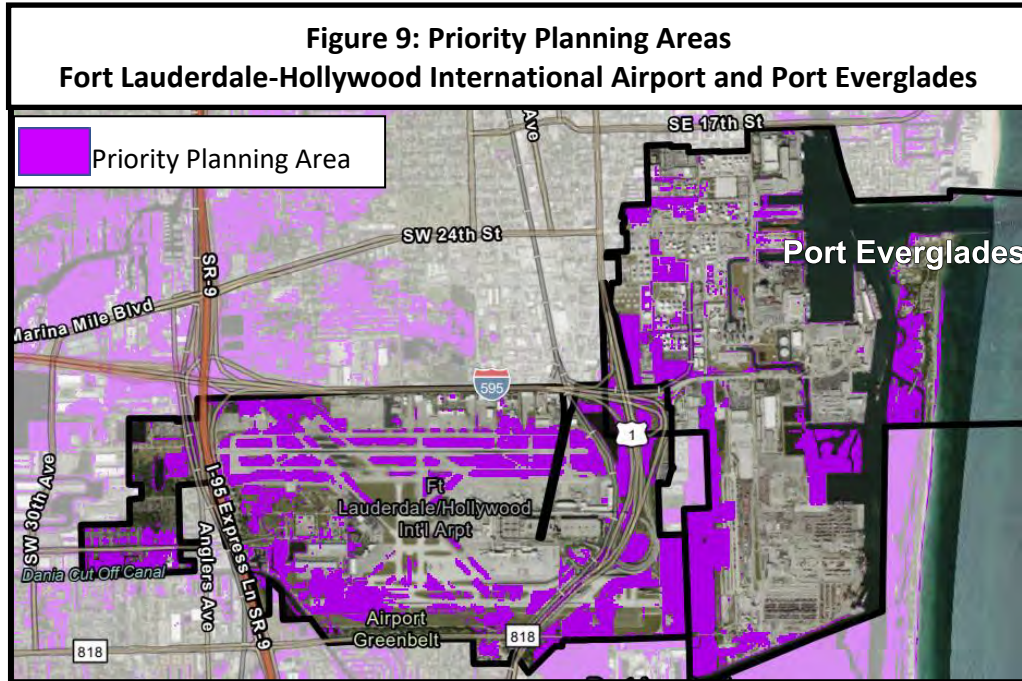 Figure 9: Priority Planning Areas
Fort Lauderdale-Hollywood International Airport and Port Everglades
Priority Planning Area
Ave
SE 17th St
SW 24th St
Port Everglades
SR-9
Marina Mile Blvd
595
1
SW 30th Ave
I-95 Express Ln SR-9
Anglers Ave
Ft
Lauderdale/Hollywood
Int'l Arpt
Dania Cut Off Canal
Airport
Greenbelt
818
818